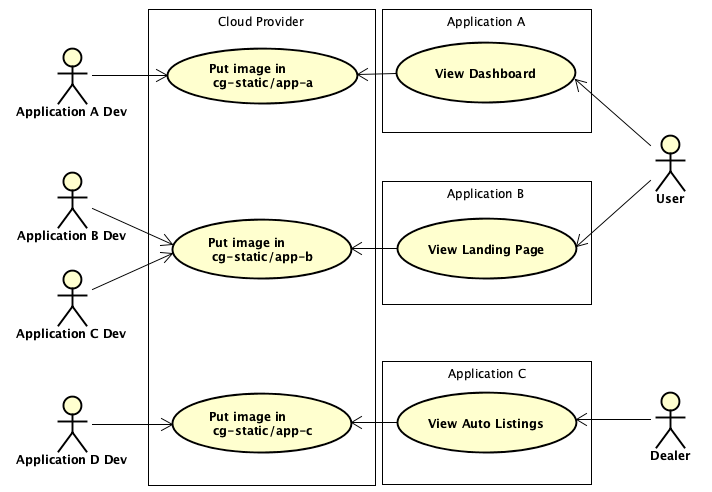 Cloud Provider
Application A
Put image in
cg-static/app-a
View Dashboard
Application A Dev
Application B
User
Application B Dev
Put image in
cg-static/app-b
View Landing Page
Application C Dev
Application C
Put image in
cg-static/app-c
View Auto Listings
Application D Dev
Dealer